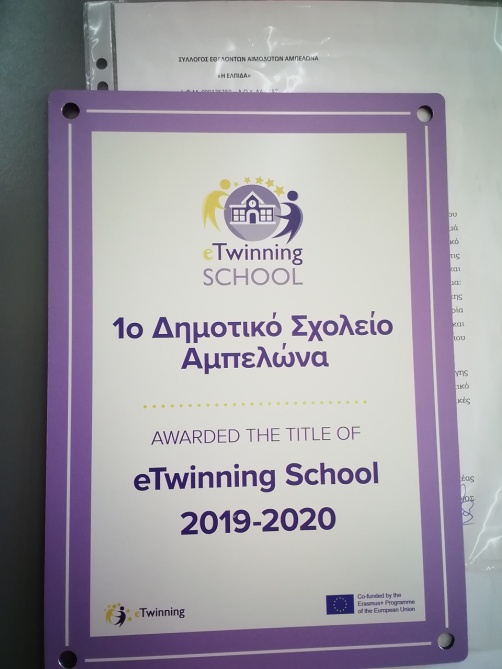 ΣΥΛΛΟΓΟΣ ΕΘΕΛΟΝΤΩΝ ΑΙΜΟΔΟΤΩΝ ΑΜΠΕΛΩΝΑ
«Η ΕΛΠΙΔΑ»
eTwinning
SCHOOL
1ο Δημοτικό Σχολείο
Αμπελώνα
AWARDED THE TITLE OF
eTwinning School
2019-2020
eTwinning
Co-funded by the
Erasmus+ Programme
of the European Union